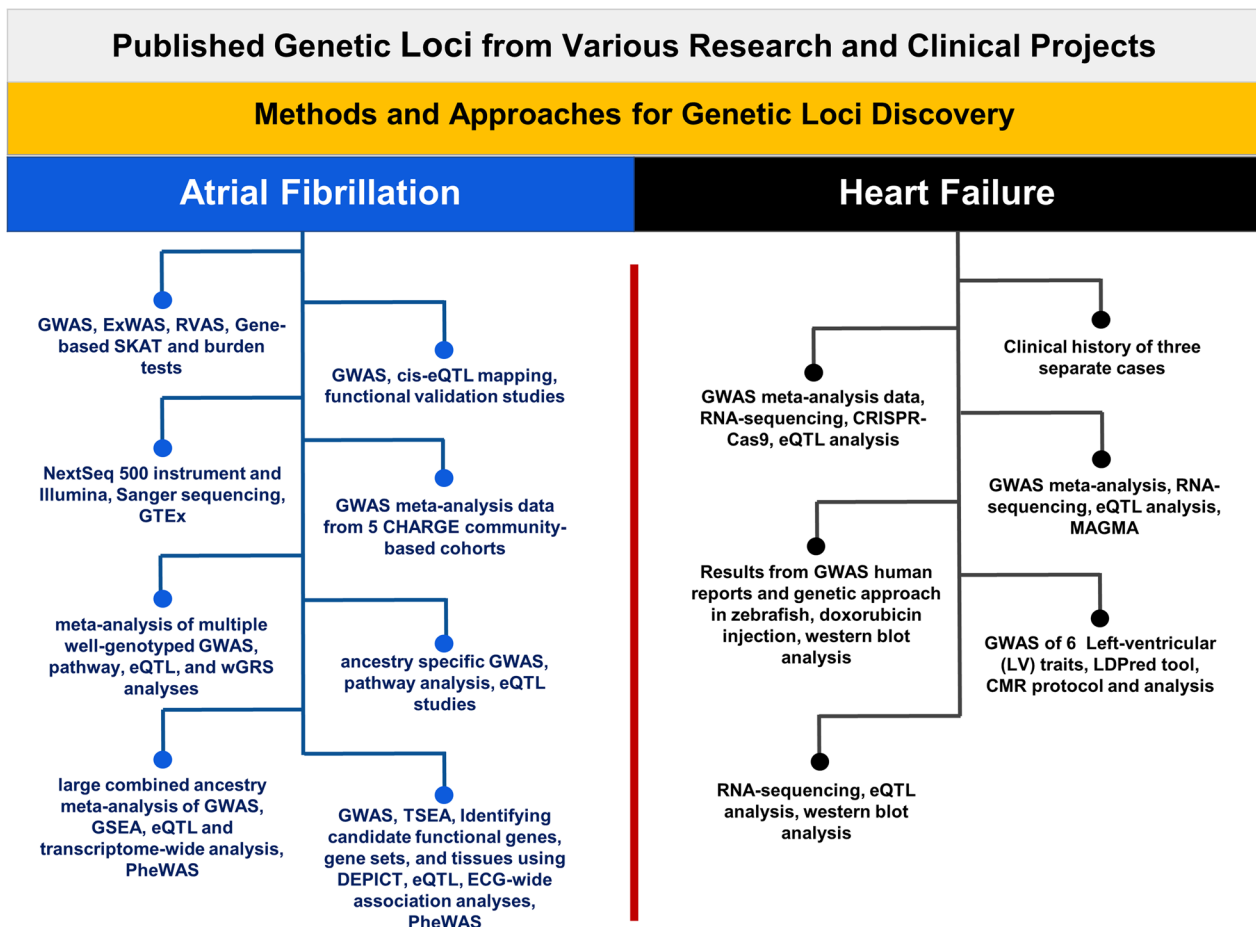 Published Genetic Loci from Various Research and Clinical Projects
Methods and Approaches for Genetic Loci Discovery
Atrial Fibrillation
GWAS, ExWAS, RVAS, Gene-
based SKAT and burden
tests
GWAS, cis-eQTL mapping,
functional validation studies
NextSeq 500 instrument and
Illumina, Sanger sequencing,
GTEx
GWAS meta-analysis data
from 5 CHARGE community-
based cohorts
meta-analysis of multiple
well-genotyped GWAS,
pathway, eQTL, and wGRS
analyses
ancestry specific GWAS,
pathway analysis, eQTL
studies
large combined ancestry
meta-analysis of GWAS,
GSEA, eQTL and
transcriptome-wide analysis,
PheWAS
GWAS, TSEA, Identifying
candidate functional genes,
gene sets, and tissues using
DEPICT, eQTL, ECG-wide
association analyses,
PheWAS
Heart Failure
Clinical history of three
separate cases
GWAS meta-analysis data,
RNA-sequencing, CRISPR-
Cas9, eQTL analysis
GWAS meta-analysis, RNA-
sequencing, eQTL analysis,
MAGMA
Results from GWAS human
reports and genetic approach
in zebrafish, doxorubicin
injection, western blot
analysis
GWAS of 6 Left-ventricular
(LV) traits, LDPred tool,
CMR protocol and analysis
RNA-sequencing, eQTL
analysis, western blot
analysis